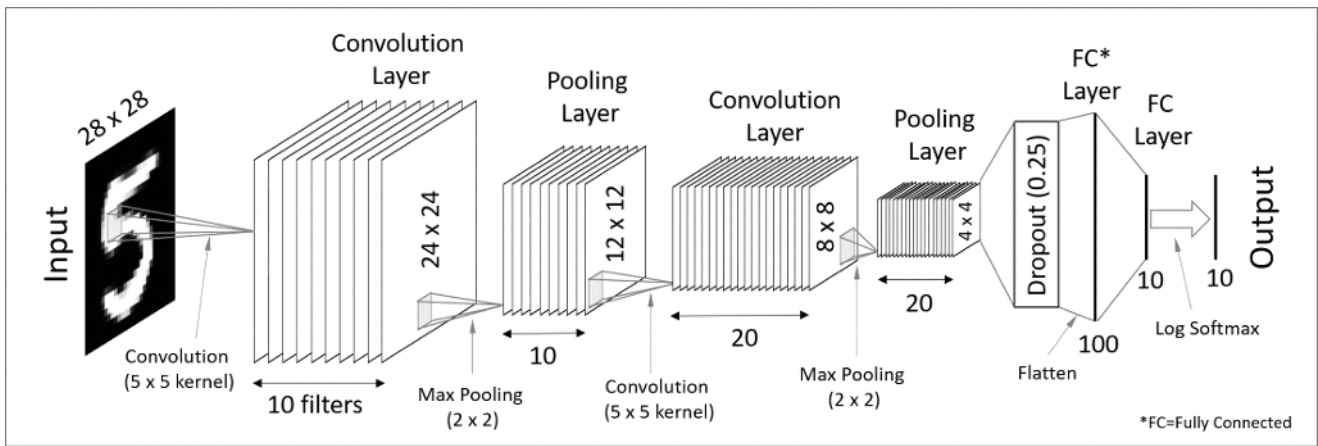 Input
28 x 28
Convolution
(5 x 5 kernel)
Convolution
Layer
24 x 24
10 filters
Max Pooling
(2 x 2)
Pooling
Layer
12 x 12
10
Convolution
(5 x 5 kernel)
Convolution
Layer
8 x 8
20
Max Pooling
(2 x 2)
Pooling
Layer
4 x 4
20
Dropout (0.25)
Flatten
FC*
Layer
100
FC
Layer
10
Log Softmax
10
Output
*FC=Fully Connected